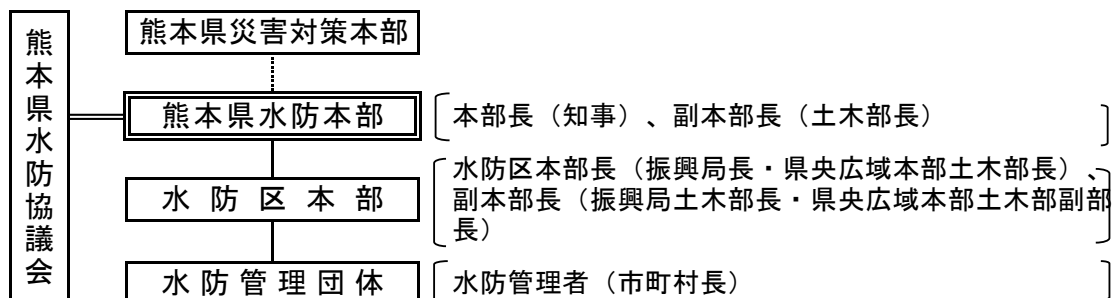 熊本県水防協議会
熊本県災害対策本部
熊本県水防本部
本部長（知事）、副本部長（土木部長）
水防区本部
水防区本部長（振興局長・県央広域本部土木部長）、
副本部長（振興局土木部長・県央広域本部土木部副部
長）
水防管理団体
水防管理者（市町村長）